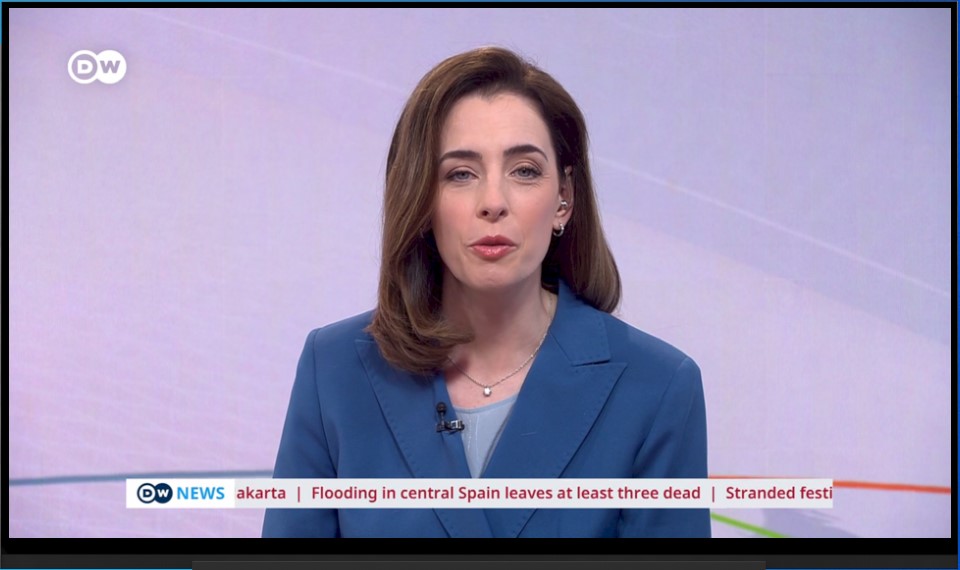 DW
DW NEWS akarta | Flooding in central Spain leaves at least three dead | Stranded festi